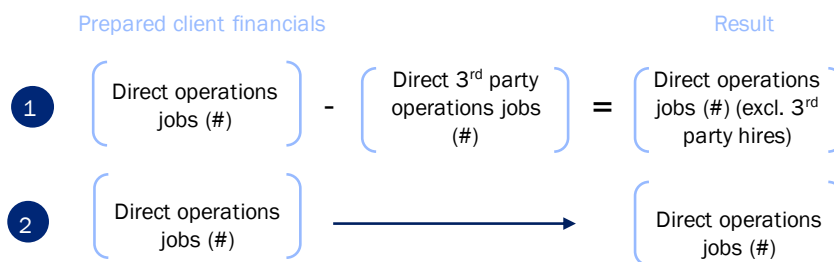 Prepared client financials Result
1
Direct operations
jobs (#)
-
Direct 3rd party
operations jobs
(#)
=
Direct operations
jobs (#) (excl. 3rd
party hires)
2
Direct operations
jobs (#)
Direct operations
jobs (#)